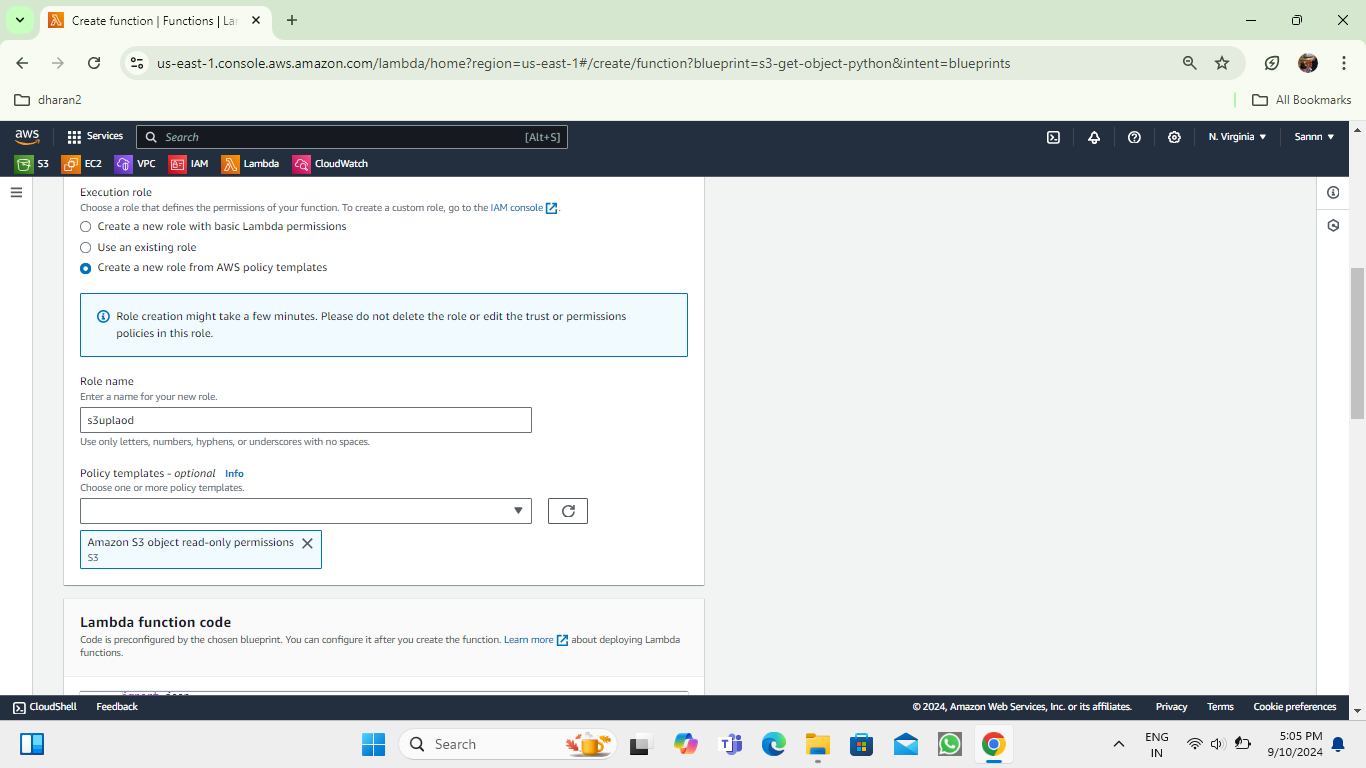 Create function | Functions | La
us-east-1.console.aws.amazon.com/lambda/home?region=us-east-1#/create/function?blueprint=s3-get-object-python&intent=blueprints
dharan2
All Bookmarks
aws
Services
Search
[Alt+S]
N. Virginia
Sannn
S3
EC2
VPC
IAM
Lambda
CloudWatch
Execution role
Choose a role that defines the permissions of your function. To create a custom role, go to the IAM console.
Create a new role with basic Lambda permissions
Use an existing role
Create a new role from AWS policy templates
Role creation might take a few minutes. Please do not delete the role or edit the trust or permissions
policies in this role.
Role name
Enter a name for your new role.
s3uplaod
Use only letters, numbers, hyphens, or underscores with no spaces.
Policy templates - optional Info
Choose one or more policy templates.
Amazon S3 object read-only permissions
S3
Lambda function code
Code is preconfigured by the chosen blueprint. You can configure it after you create the function. Learn more about deploying Lambda
functions.
CloudShell
Feedback
© 2024, Amazon Web Services, Inc. or its affiliates.
Privacy
Terms
Cookie preferences
Search
ENG
IN
5:05 PM
9/10/2024